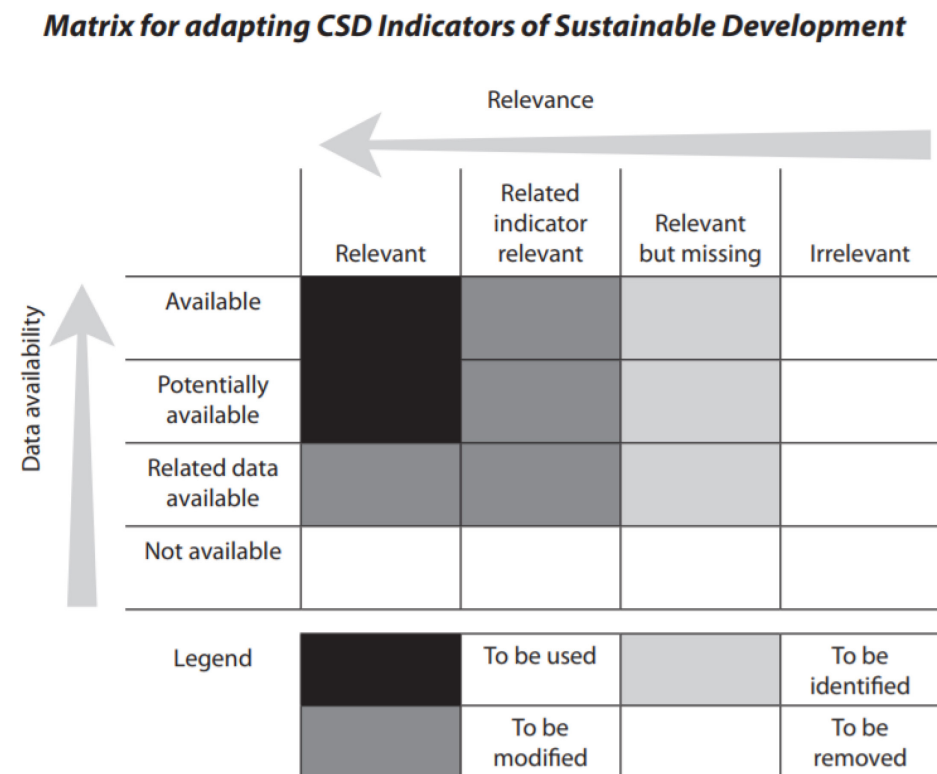 Matrix for adapting CSD Indicators of Sustainable Development
Relevance
Related
indicator
relevant
Relevant
but missing
Relevant
Irrelevant
Data availability
Available
Potentially
available
Related data
available
Not available
Legend
To be used
To be
identified
To be
modified
To be
removed